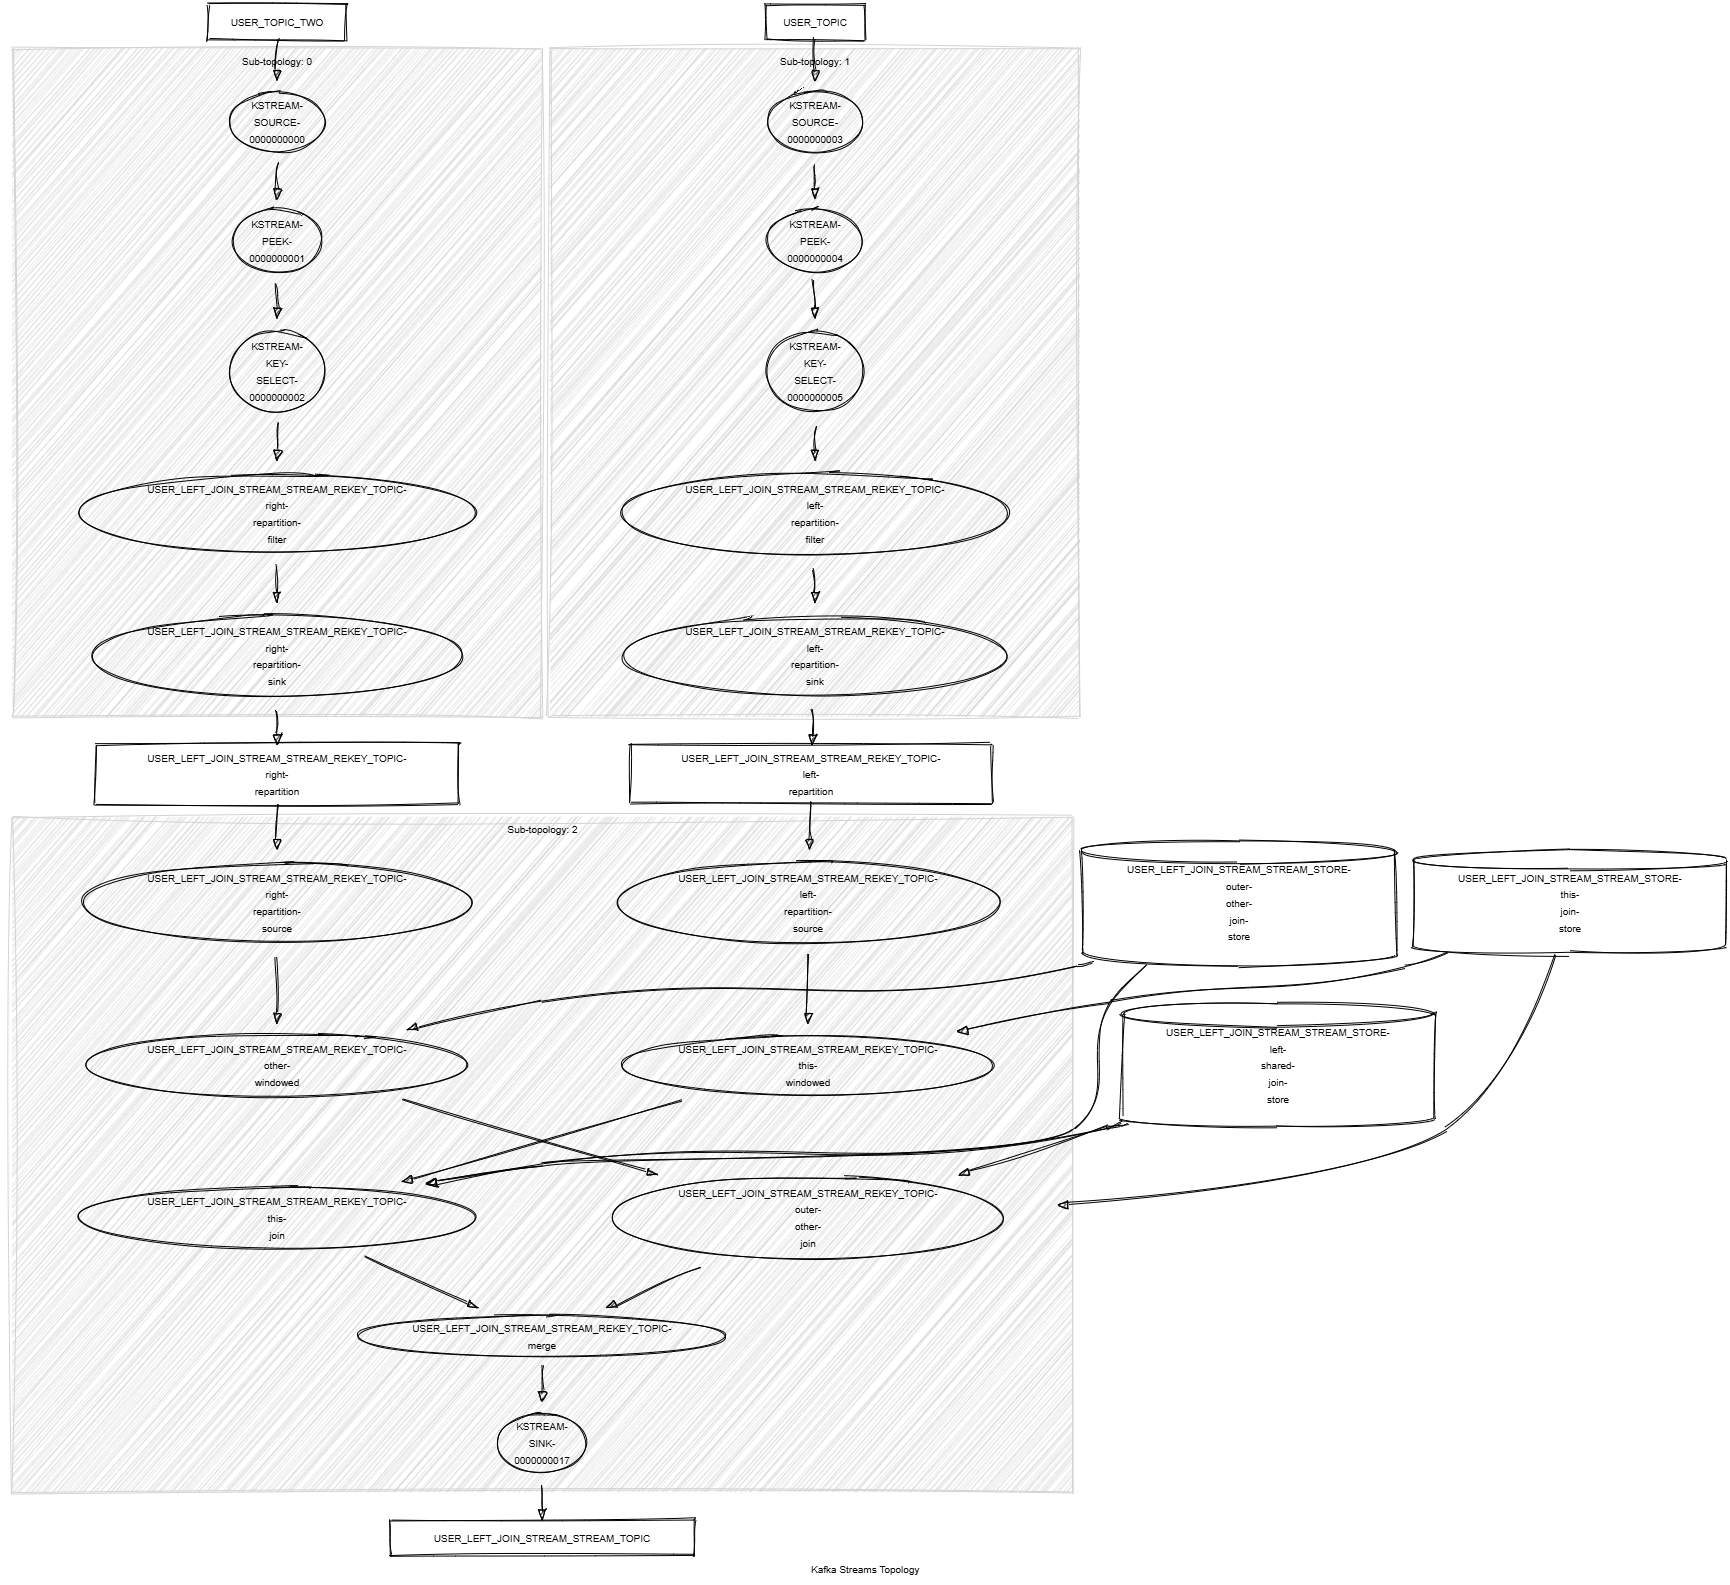 USER_TOPIC_TWO
USER_TOPIC
Sub-topology: 0
KSTREAM-
SOURCE-
0000000000
KSTREAM-
PEEK-
0000000001
KSTREAM-
KEY-
SELECT-
0000000002
USER_LEFT_JOIN_STREAM_STREAM_REKEY_TOPIC-
right-
repartition-
filter
USER_LEFT_JOIN_STREAM_STREAM_REKEY_TOPIC-
right-
repartition-
sink
Sub-topology: 1
KSTREAM-
SOURCE-
0000000003
KSTREAM-
PEEK-
0000000004
KSTREAM-
KEY-
SELECT-
0000000005
USER_LEFT_JOIN_STREAM_STREAM_REKEY_TOPIC-
left-
repartition-
filter
USER_LEFT_JOIN_STREAM_STREAM_REKEY_TOPIC-
left-
repartition-
sink
USER_LEFT_JOIN_STREAM_STREAM_REKEY_TOPIC-
right-
repartition
USER_LEFT_JOIN_STREAM_STREAM_REKEY_TOPIC-
left-
repartition
Sub-topology: 2
USER_LEFT_JOIN_STREAM_STREAM_REKEY_TOPIC-
right-
repartition-
source
USER_LEFT_JOIN_STREAM_STREAM_REKEY_TOPIC-
left-
repartition-
source
USER_LEFT_JOIN_STREAM_STREAM_STORE-
outer-
other-
join-
store
USER_LEFT_JOIN_STREAM_STREAM_STORE-
this-
join-
store
USER_LEFT_JOIN_STREAM_STREAM_REKEY_TOPIC-
other-
windowed
USER_LEFT_JOIN_STREAM_STREAM_REKEY_TOPIC-
this-
windowed
USER_LEFT_JOIN_STREAM_STREAM_STORE-
left-
shared-
join-
store
USER_LEFT_JOIN_STREAM_STREAM_REKEY_TOPIC-
this-
join
USER_LEFT_JOIN_STREAM_STREAM_REKEY_TOPIC-
outer-
other-
join
USER_LEFT_JOIN_STREAM_STREAM_REKEY_TOPIC-
merge
KSTREAM-
SINK-
0000000017
USER_LEFT_JOIN_STREAM_STREAM_TOPIC
Kafka Streams Topology